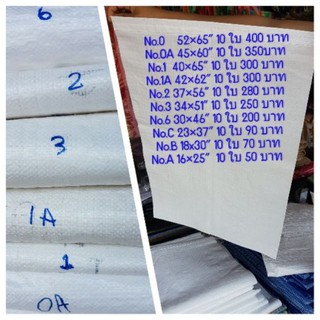 6
2
3
1A
1
0A
No.0 52×65" 10 ใบ 400 บาท
No.0A 45×60" 10 ใบ 350บาท
No.1 40×65" 10 ใบ 300 บาท
No.1A 42×62" 10 ใบ 300 บาท
No.2 37×56" 10 ใบ 280 บาท
No.3 34×51" 10 ใบ 250 บาท
No.6 30×46" 10 ใบ 200 บาท
No.C 23×37" 10 ใบ 90 บาท
No.B 18x30" 10 ใบ 70 บาท
No.A 16×25" 10 ใบ 50 บาท